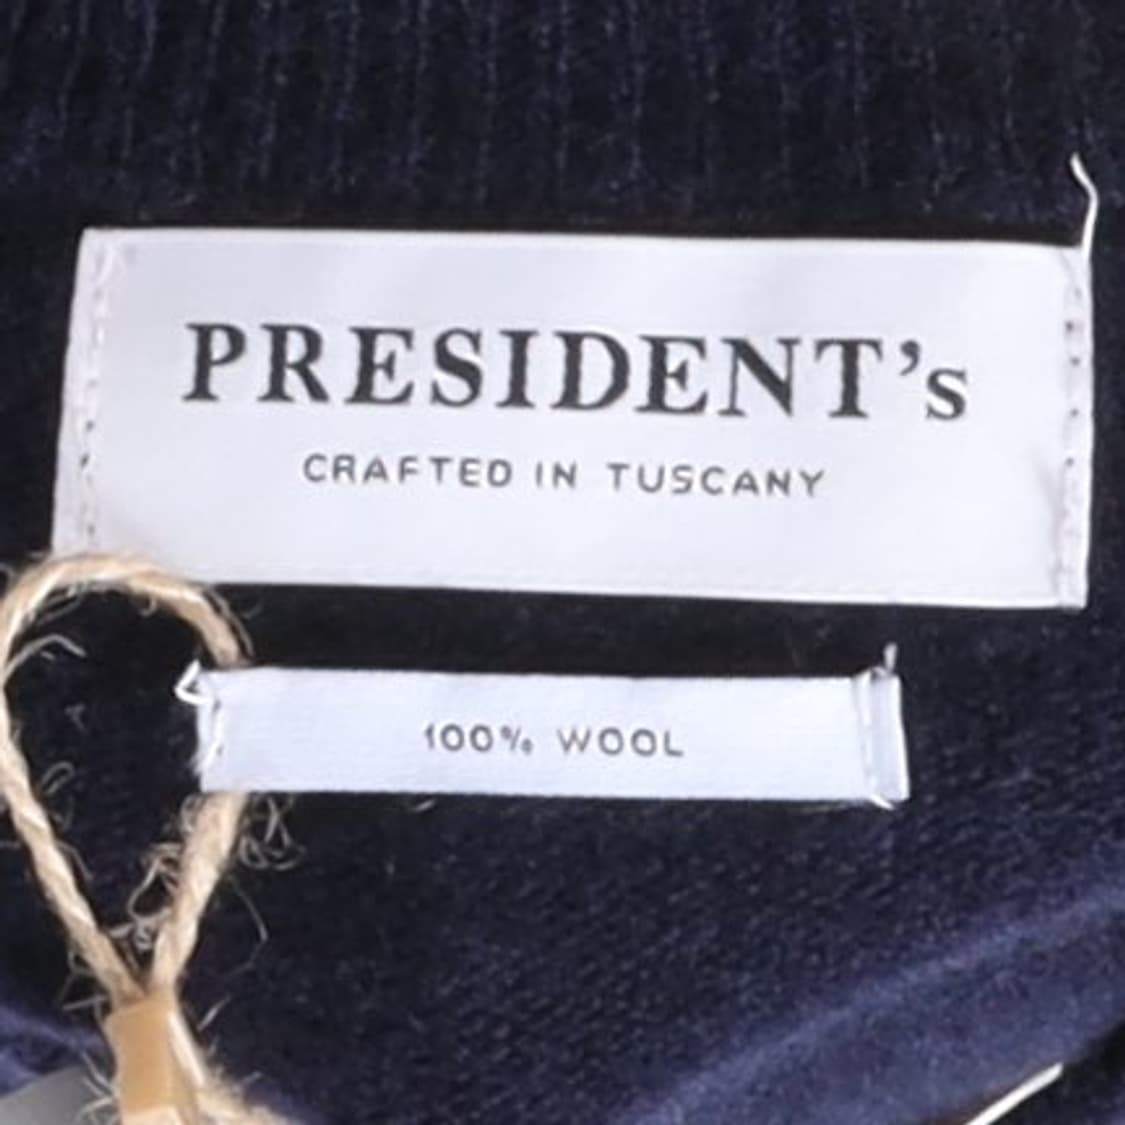 PRESIDENT's
CRAFTED IN TUSCANY
100% WOOL